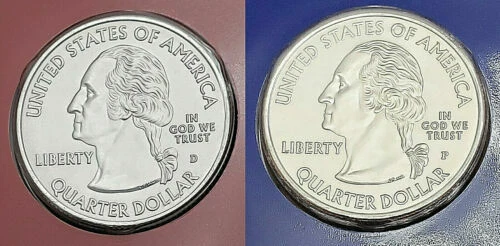 UNITED STATES OF AMERICA
LIBERTY
IN
GOD WE
TRUST
D
QUARTER DOLLAR
UNITED STATES OF AMERICA
LIBERTY
IN
GOD WE
TRUST
P
QUARTER DOLLAR